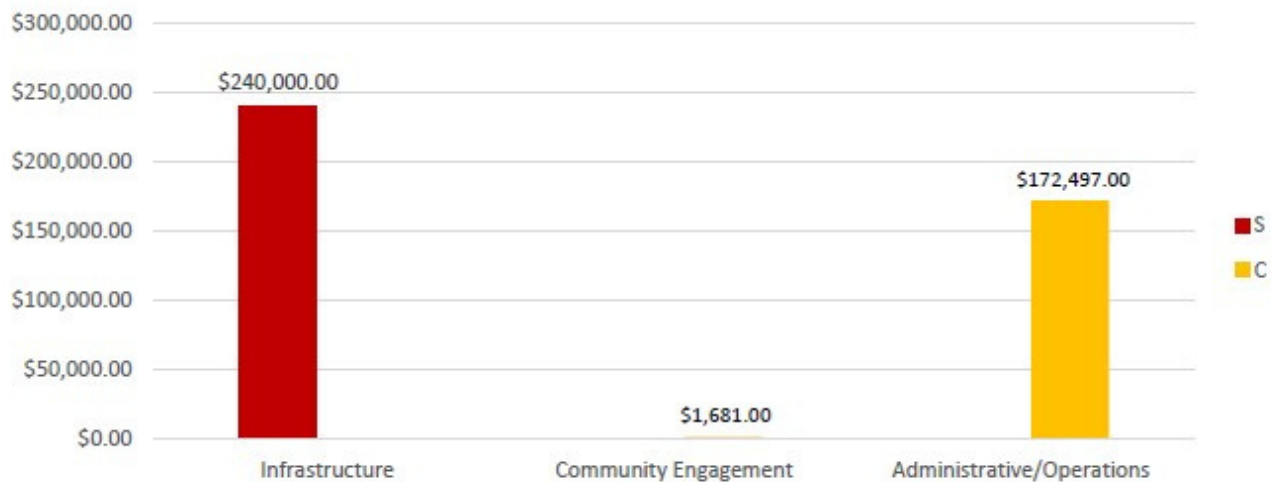 $300,000.00
$240,000.00
$250,000.00
$200,000.00
$172,497.00
$150,000.00
S
C
$100,000.00
$50,000.00
$1,681.00
$0.00
Infrastructure
Community Engagement
Administrative/Operations